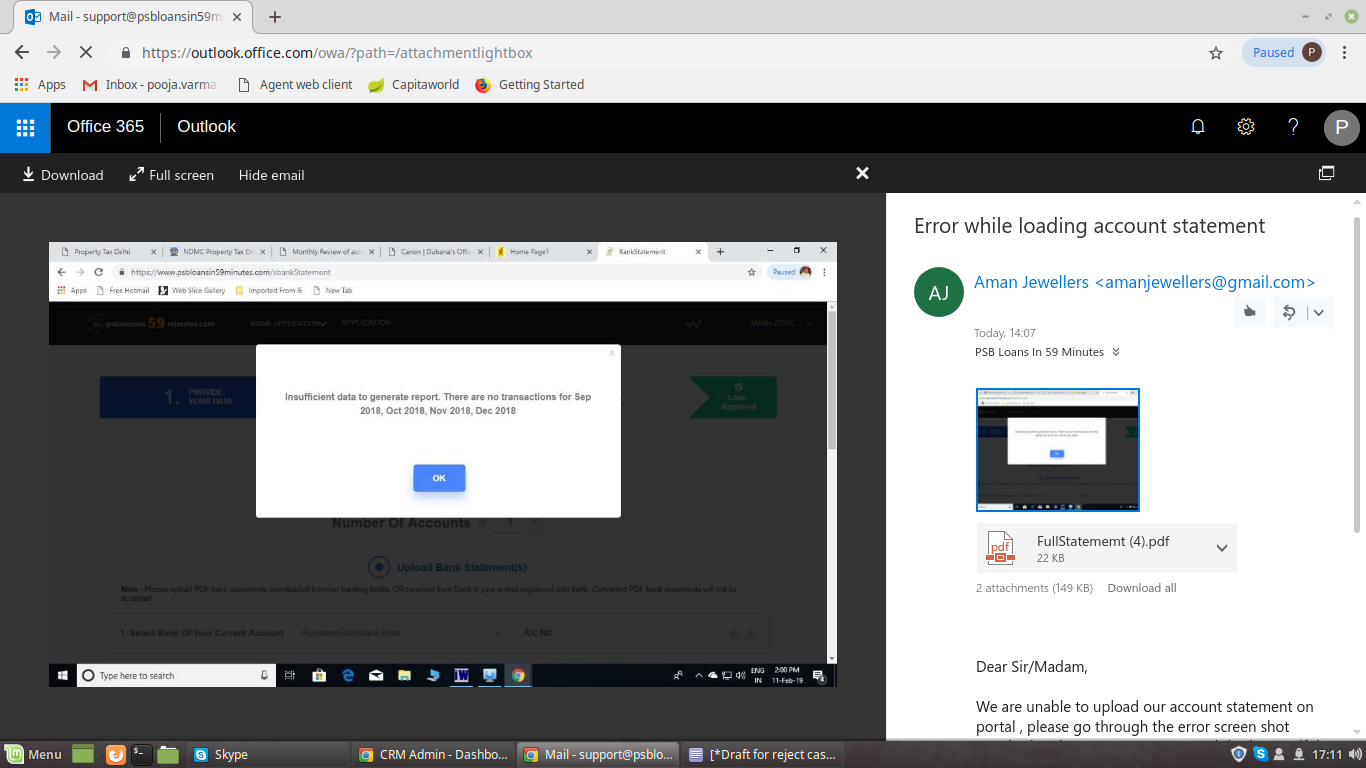 Mail - support@psbloansin59mi
https://outlook.office.com/owa/?path=/attachmentlightbox
Paused P
Apps Inbox - pooja.varma Agent web client Capitaworld Getting Started
Office 365 Outlook
P
Download Full screen Hide email
Property Tax Delhi NDMC Property Tax On Monthly Review of acc Canon | Dubaria's Offic Home Page1 BankStatement
https://www.psbloansin59minutes.com/sbankStatement
Paused
Apps Free Hotmail Web Slice Gallery Imported From IE New Tab
psbloansin 59 minutes.com MSME APPLICATION APPLICATION AMAN JEWE...
1. PROVIDE
YOUR DATA
Loan
Approval
x
Insufficient data to generate report. There are no transactions for Sep
2018, Oct 2018, Nov 2018, Dec 2018
OK
Number Of Accounts 1
Upload Bank Statement(s)
Note - Please upload PDF bank statements downloaded from net banking facility OR received from Bank in your e-mail registered with bank. Converted PDF bank statements will not be
accepted
1. Select Bank Of Your Current Account A/c No.:
Type here to search
ENG
IN
2:00 PM
11-Feb-19
4
Error while loading account statement
AJ
Aman Jewellers <amanjewellers@gmail.com>
Today, 14:07
PSB Loans In 59 Minutes
pdf
FullStatememt (4).pdf
22 KB
2 attachments (149 KB) Download all
Dear Sir/Madam,
We are unable to upload our account statement on
portal , please go through the error screen shot
Menu Skype CRM Admin - Dashbo... Mail - support@psblo... [*Draft for reject cas... 17:11